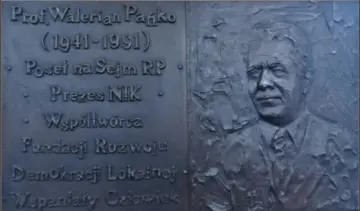 Prof. Walerian Pańko
(1941-1991)
Poseł na Sejm RP
Prezes NIK
Współtwórca
Fundacji Rozwoju
Demokracji Lokalnej
Wspaniały Człowiek